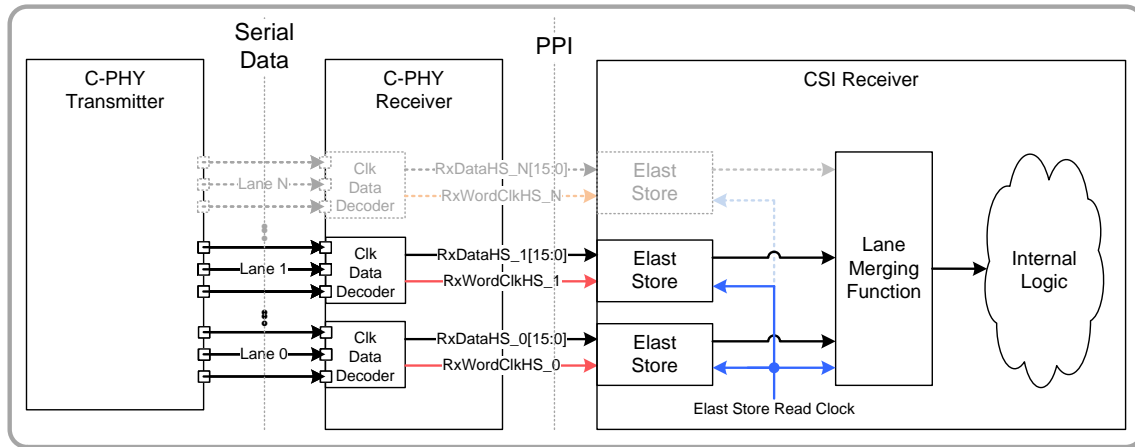 Serial
Data
PPI
C-PHY
Transmitter
C-PHY
Receiver
CSI Receiver
Lane N
Clk
Data
Decoder
RxDataHS_N[15:0]
RxWordClkHS_N
Elast
Store
Lane 1
Clk
Data
Decoder
RxDataHS_1[15:0]
RxWordClkHS_1
Elast
Store
Lane 0
Clk
Data
Decoder
RxDataHS_0[15:0]
RxWordClkHS_0
Elast
Store
Lane
Merging
Function
Internal
Logic
Elast Store Read Clock